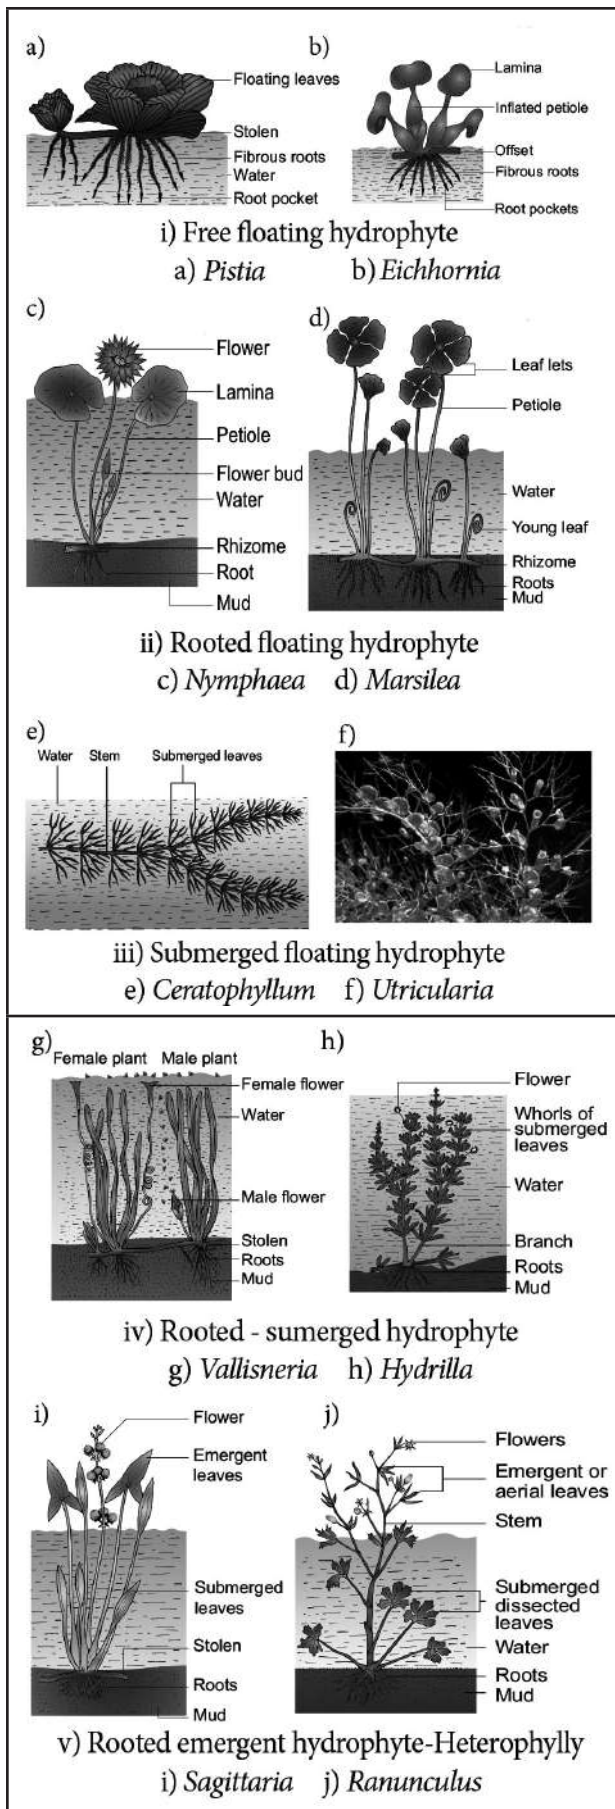 a)
Floating leaves
Stolen
Fibrous roots
Water
Root pocket
b)
Lamina
Inflated petiole
Offset
Fibrous roots
Root pockets
i) Free floating hydrophyte
a) Pistia b) Eichhornia
c)
Flower
Lamina
Petiole
Flower bud
Water
Rhizome
Root
Mud
d)
Leaf lets
Petiole
Water
Young leaf
Rhizome
Roots
Mud
ii) Rooted floating hydrophyte
c) Nymphaea d) Marsilea
e)
Water Stem Submerged leaves
f)
iii) Submerged floating hydrophyte
e) Ceratophyllum f) Utricularia
g)
Female plant Male plant
Female flower
Water
Male flower
Stolen
Roots
Mud
h)
Flower
Whorls of
submerged
leaves
Water
Branch
Roots
Mud
iv) Rooted - sumerged hydrophyte
g) Vallisneria h) Hydrilla
i)
Flower
Emergent
leaves
Submerged
leaves
Stolen
Roots
Mud
j)
Flowers
Emergent or
aerial leaves
Stem
Submerged
dissected
leaves
Water
Roots
Mud
v) Rooted emergent hydrophyte-Heterophylly
i) Sagittaria j) Ranunculus